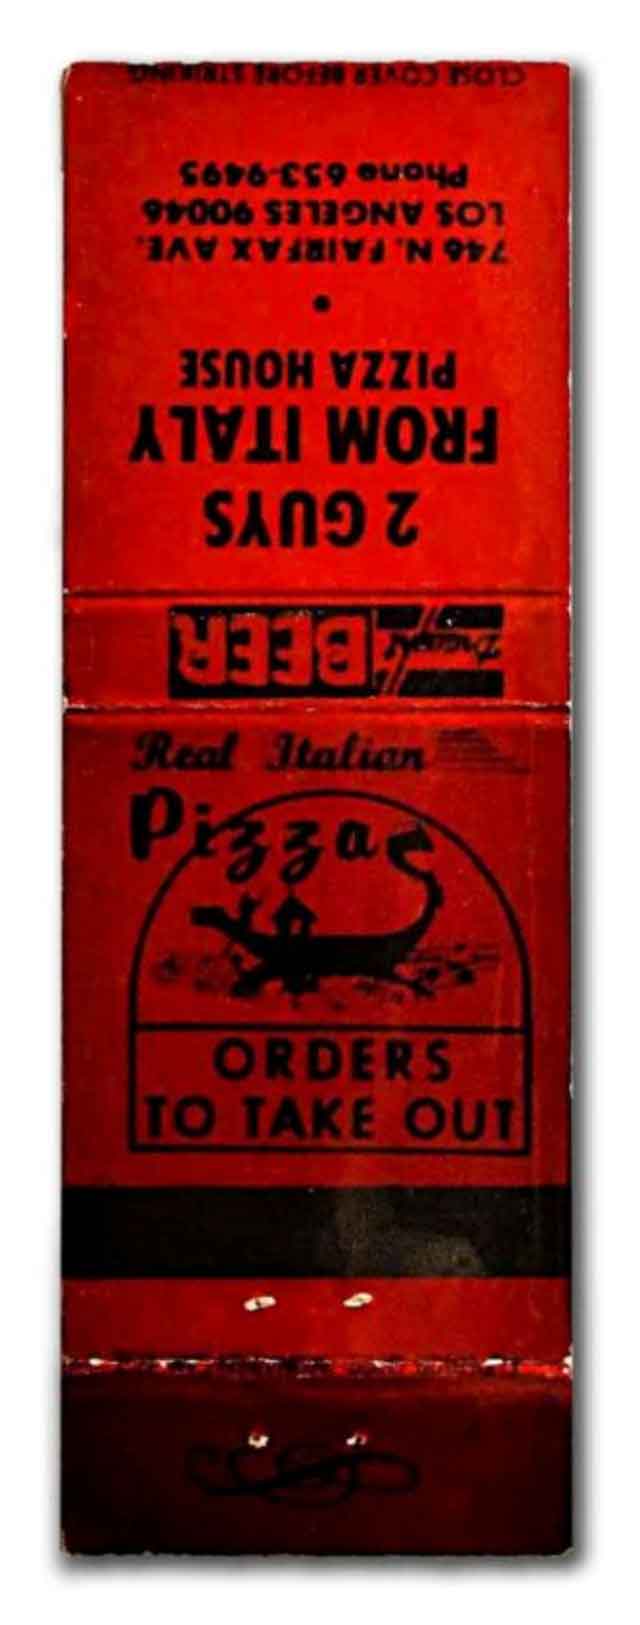 CLOSE COVER BEFORE STRIKING
2 GUYS
FROM ITALY
PIZZA HOUSE
•
746 N. FAIRFAX AVE.
LOS ANGELES 90046
Phone 653-9495
Draught BEER
Real Italian
Pizza
ORDERS
TO TAKE OUT